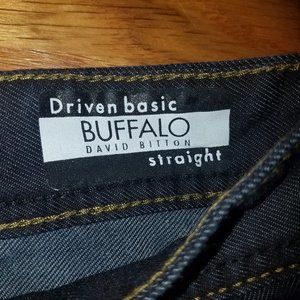 Driven basic
BUFFALO
DAVID BITTON
straight